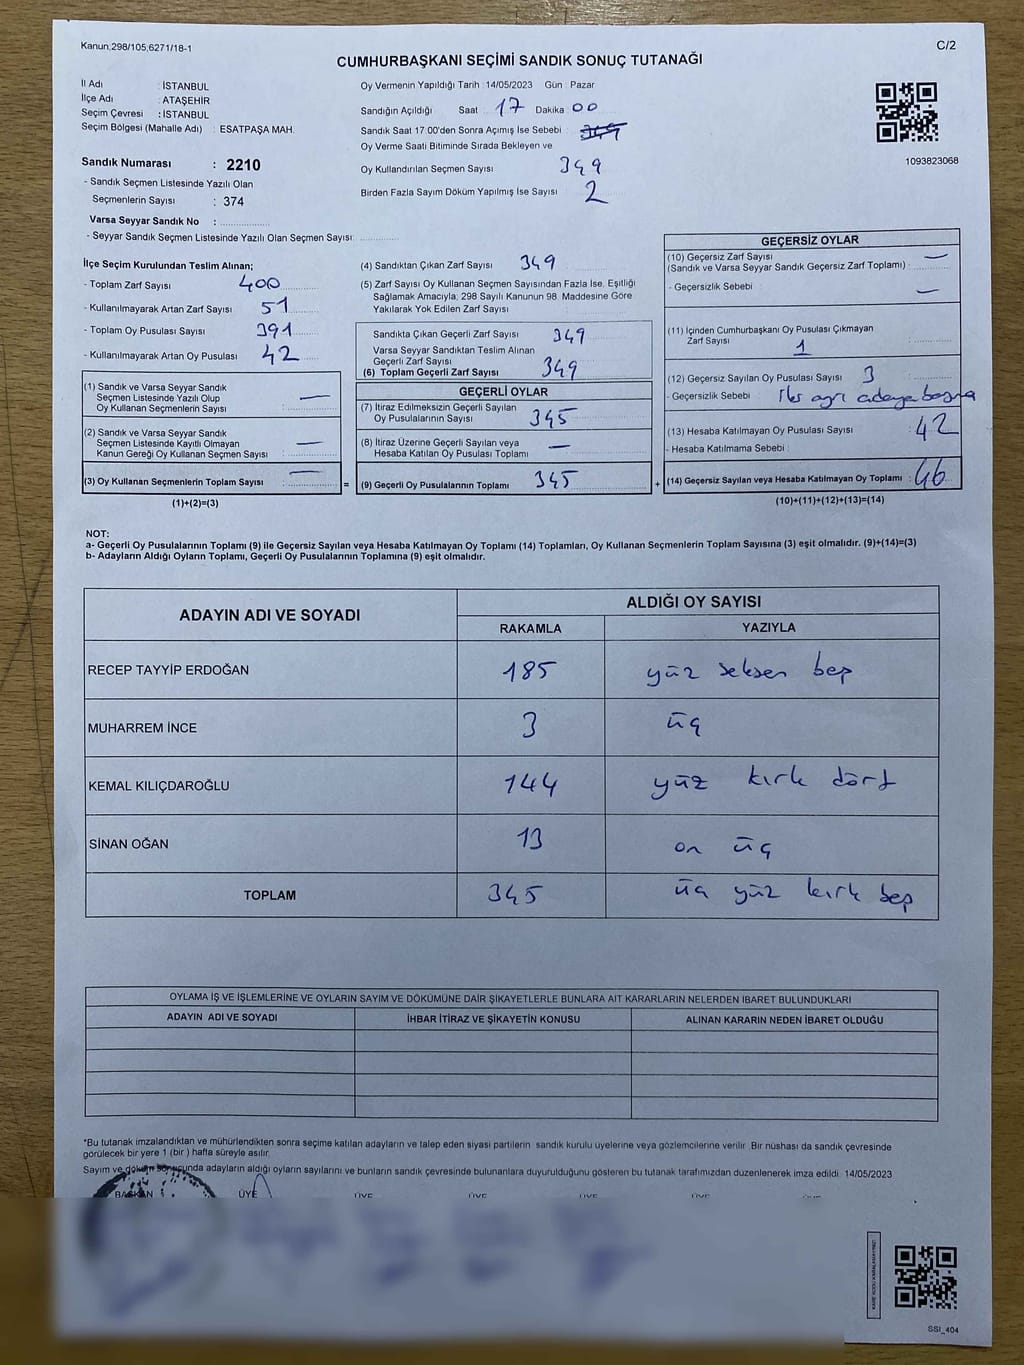 Kanun;298/105;6271/18-1
C/2
CUMHURBAŞKANI SEÇİMİ SANDIK SONUÇ TUTANAĞI
İl Adı : İSTANBUL
İlçe Adı : ATAŞEHİR
Seçim Çevresi : İSTANBUL
Seçim Bölgesi (Mahalle Adı) : ESATPAŞA MAH.
Sandık Numarası : 2210
- Sandık Seçmen Listesinde Yazılı Olan
Seçmenlerin Sayısı : 374
Varsa Seyyar Sandık No :
- Seyyar Sandık Seçmen Listesinde Yazılı Olan Seçmen Sayısı:
Oy Vermenin Yapıldığı Tarih :14/05/2023 Gün : Pazar
Sandığın Açıldığı Saat : 17 Dakika : 00
Sandık Saat 17:00'den Sonra Açımış İse Sebebi : 349
Oy Verme Saati Bitiminde Sırada Bekleyen ve
Oy Kullandırılan Seçmen Sayısı : 349
Birden Fazla Sayım Döküm Yapılmış İse Sayısı : 2
1093823068
İlçe Seçim Kurulundan Teslim Alınan;
- Toplam Zarf Sayısı : 400
- Kullanılmayarak Artan Zarf Sayısı : 51
- Toplam Oy Pusulası Sayısı : 391
- Kullanılmayarak Artan Oy Pusulası : 42
(1) Sandık ve Varsa Seyyar Sandık
Seçmen Listesinde Yazılı Olup
Oy Kullanan Seçmenlerin Sayısı : —
(2) Sandık ve Varsa Seyyar Sandık
Seçmen Listesinde Kayıtlı Olmayan
Kanun Gereği Oy Kullanan Seçmen Sayısı : —
(3) Oy Kullanan Seçmenlerin Toplam Sayısı : —
=
(1)+(2)=(3)
(4) Sandıktan Çıkan Zarf Sayısı : 349
(5) Zarf Sayısı Oy Kullanan Seçmen Sayısından Fazla İse, Eşitliği
Sağlamak Amacıyla; 298 Sayılı Kanunun 98. Maddesine Göre
Yakılarak Yok Edilen Zarf Sayısı :
Sandıkta Çıkan Geçerli Zarf Sayısı : 349
Varsa Seyyar Sandıktan Teslim Alınan
Geçerli Zarf Sayısı
(6) Toplam Geçerli Zarf Sayısı : 349
GEÇERLİ OYLAR
(7) İtiraz Edilmeksizin Geçerli Sayılan
Oy Pusulalarının Sayısı : 345
(8) İtiraz Üzerine Geçerli Sayılan veya
Hesaba Katılan Oy Pusulası Toplamı : —
(9) Geçerli Oy Pusulalarının Toplamı : 345
+
GEÇERSİZ OYLAR
(10) Geçersiz Zarf Sayısı —
(Sandık ve Varsa Seyyar Sandık Geçersiz Zarf Toplamı) :
- Geçersizlik Sebebi : —
(11) İçinden Cumhurbaşkanı Oy Pusulası Çıkmayan
Zarf Sayısı : 1
(12) Geçersiz Sayılan Oy Pusulası Sayısı : 3
- Geçersizlik Sebebi : adaya
(13) Hesaba Katılmayan Oy Pusulası Sayısı : 42
- Hesaba Katılmama Sebebi :
(14) Geçersiz Sayılan veya Hesaba Katılmayan Oy Toplamı : 46
(10)+(11)+(12)+(13)=(14)
NOT:
a- Geçerli Oy Pusulalarının Toplamı (9) ile Geçersiz Sayılan veya Hesaba Katılmayan Oy Toplamı (14) Toplamları, Oy Kullanan Seçmenlerin Toplam Sayısına (3) eşit olmalıdır. (9)+(14)=(3)
b- Adayların Aldığı Oyların Toplamı, Geçerli Oy Pusulalarının Toplamına (9) eşit olmalıdır.
ADAYIN ADI VE SOYADI
ALDIĞI OY SAYISI
RAKAMLA YAZIYLA
RECEP TAYYİP ERDOĞAN 185 yüz seksen beş
MUHARREM İNCE 3 üç
KEMAL KILIÇDAROĞLU 144 yüz kırk dört
SİNAN OĞAN 13 on üç
TOPLAM 345 üç yüz kırk beş
OYLAMA İŞ VE İŞLEMLERİNE VE OYLARIN SAYIM VE DÖKÜMÜNE DAİR ŞİKAYETLERLE BUNLARA AİT KARARLARIN NELERDEN İBARET BULUNDUKLARI
ADAYIN ADI VE SOYADI İHBAR İTİRAZ VE ŞİKAYETİN KONUSU ALINAN KARARIN NEDEN İBARET OLDUĞU
*Bu tutanak imzalandıktan ve mühürlendikten sonra seçime katılan adayların ve talep eden siyasi partilerin sandık kurulu üyelerine veya gözlemcilerine verilir. Bir nüshası da sandık çevresinde
görülecek bir yere 1 (bir ) hafta süreyle asılır.
Sayım ve döküm sonucunda adayların aldığı oyların sayılarını ve bunların sandık çevresinde bulunanlara duyurulduğunu gösteren bu tutanak tarafımızdan düzenlenerek imza edildi. 14/05/2023
BAŞKAN ÜYE ÜYE ÜYE ÜYE ÜYE ÜYE
SSI_404